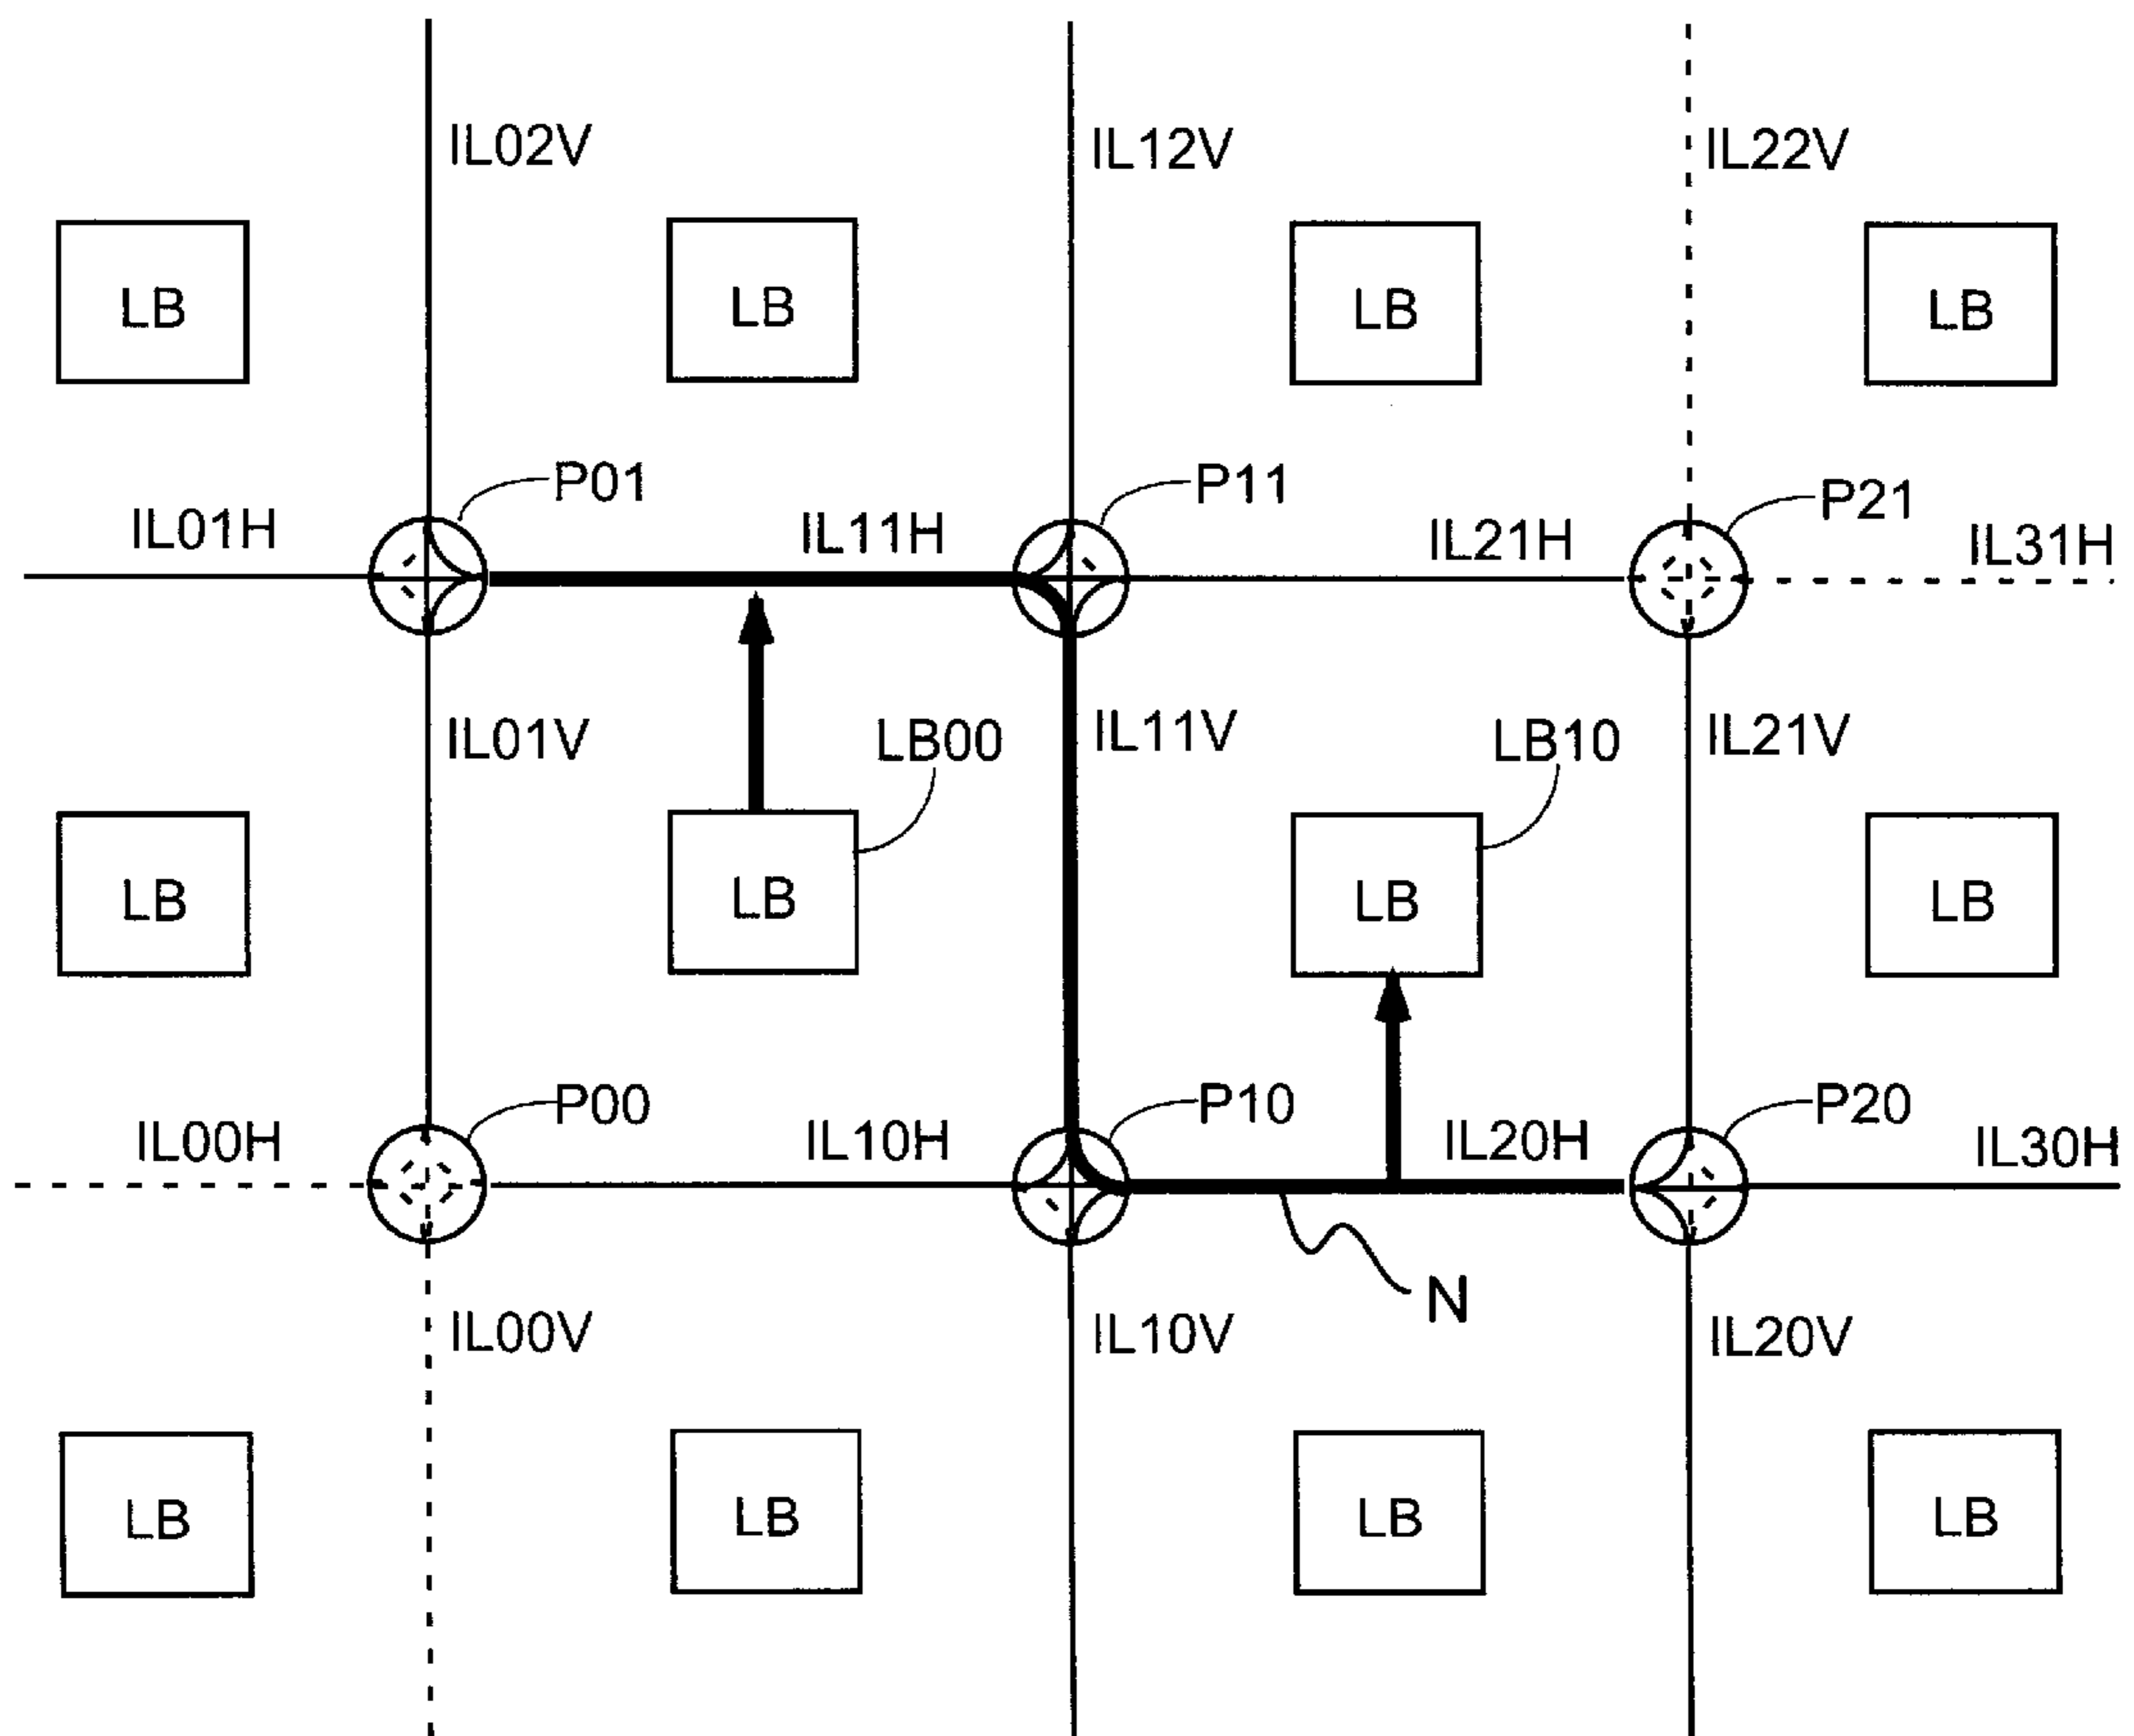 IL02V
IL12V
IL22V
LB
LB
LB
LB
P01
P11
P21
IL01H
IL11H
IL21H
IL31H
IL01V
LB00
IL11V
LB10
IL21V
LB
LB
LB
LB
P00
P10
P20
IL00H
IL10H
IL20H
IL30H
N
IL00V
IL10V
IL20V
LB
LB
LB
LB